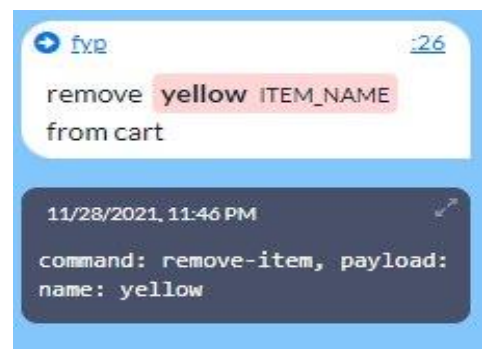 fyp :26
remove yellow ITEM_NAME
from cart
11/28/2021, 11:46 PM
command: remove-item, payload:
name: yellow